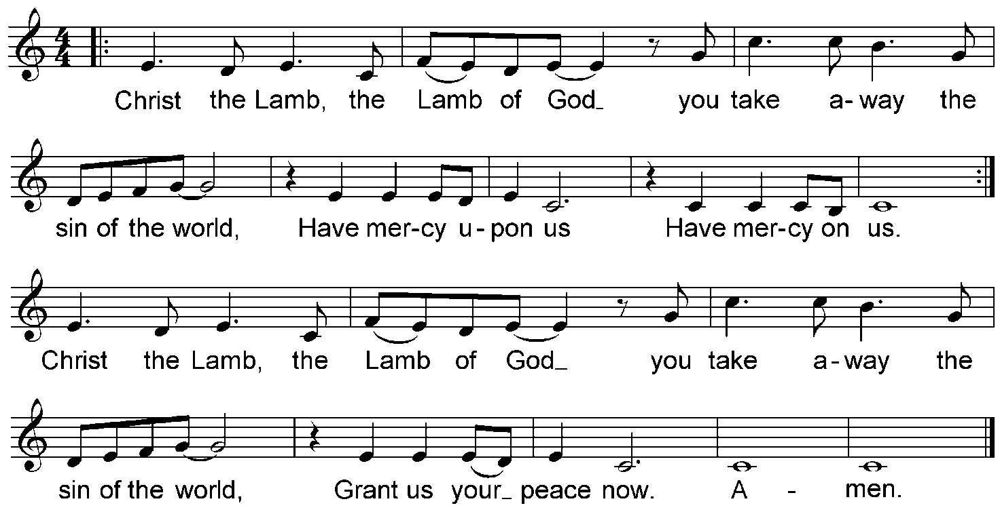 4 4
Christ the Lamb, the Lamb of God_ you take a- way the
sin of the world, Have mer-cy u-pon us Have mer-cy on us.
Christ the Lamb, the Lamb of God_ you take a-way the
sin of the world, Grant us your_ peace now. A - men.